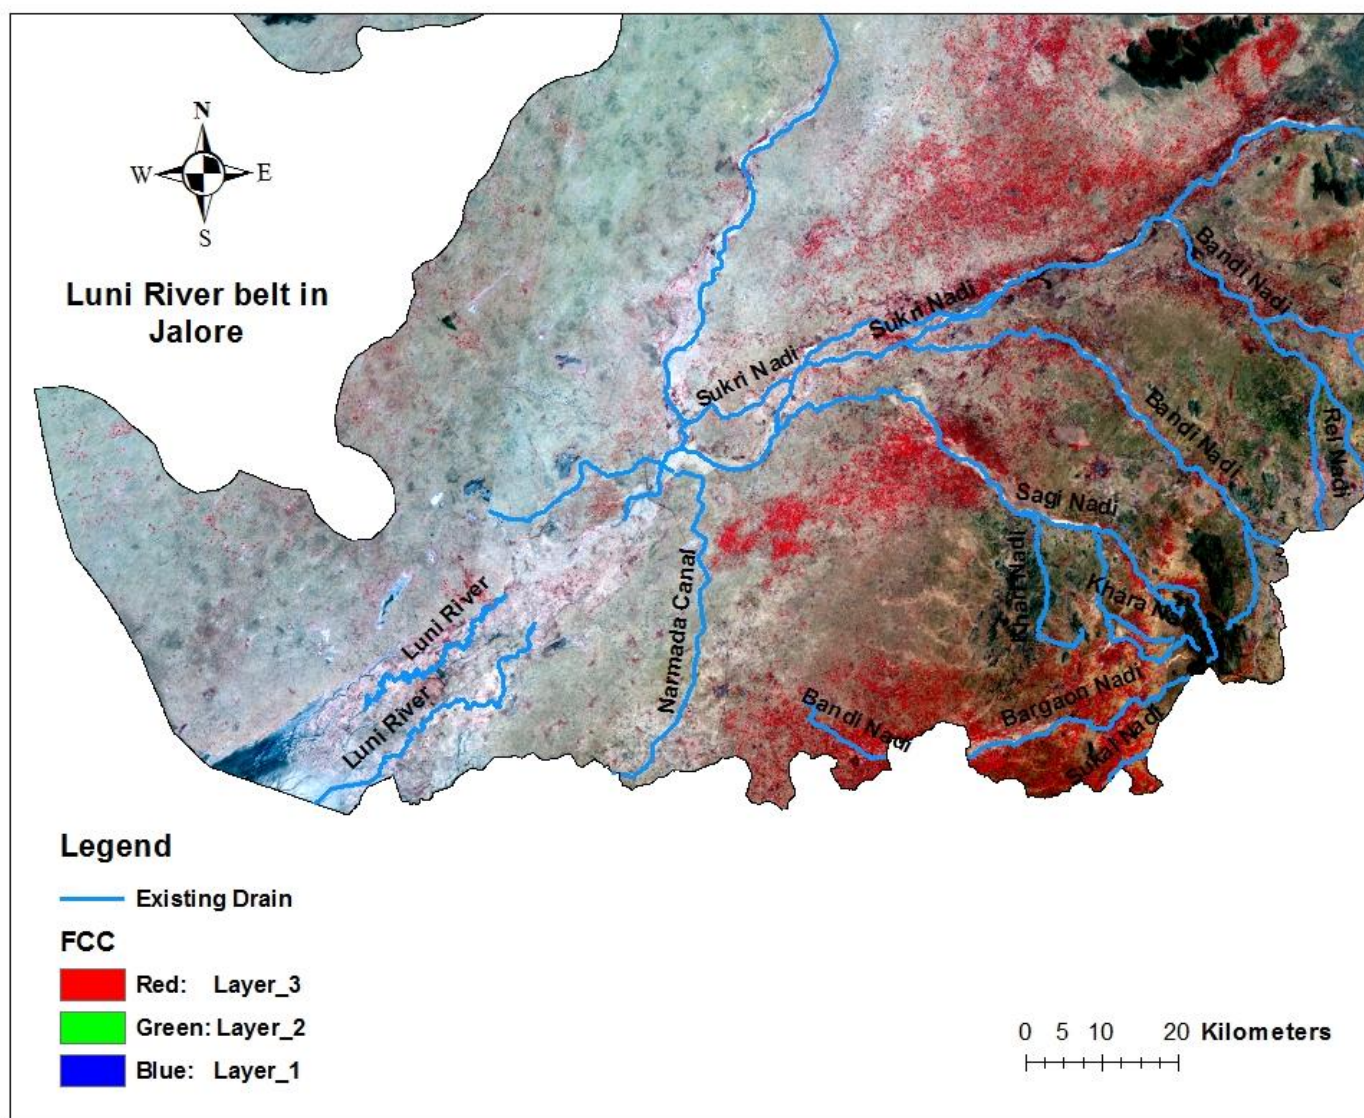 N
W E
S
Luni River belt in
Jalore
Bandi Nadi
Sukri Nadi
Sukri Nadi
Bandi Nadi
Rel Nadi
Sagi Nadi
Khari Nadi
Khara Na
Narmada Canal
Luni River
Luni River
Bandi Nadi
Bargaon Nadi
Sukal Nadi
Legend
Existing Drain
FCC
Red: Layer_3
Green: Layer_2
Blue: Layer_1
0 5 10 20 Kilometers